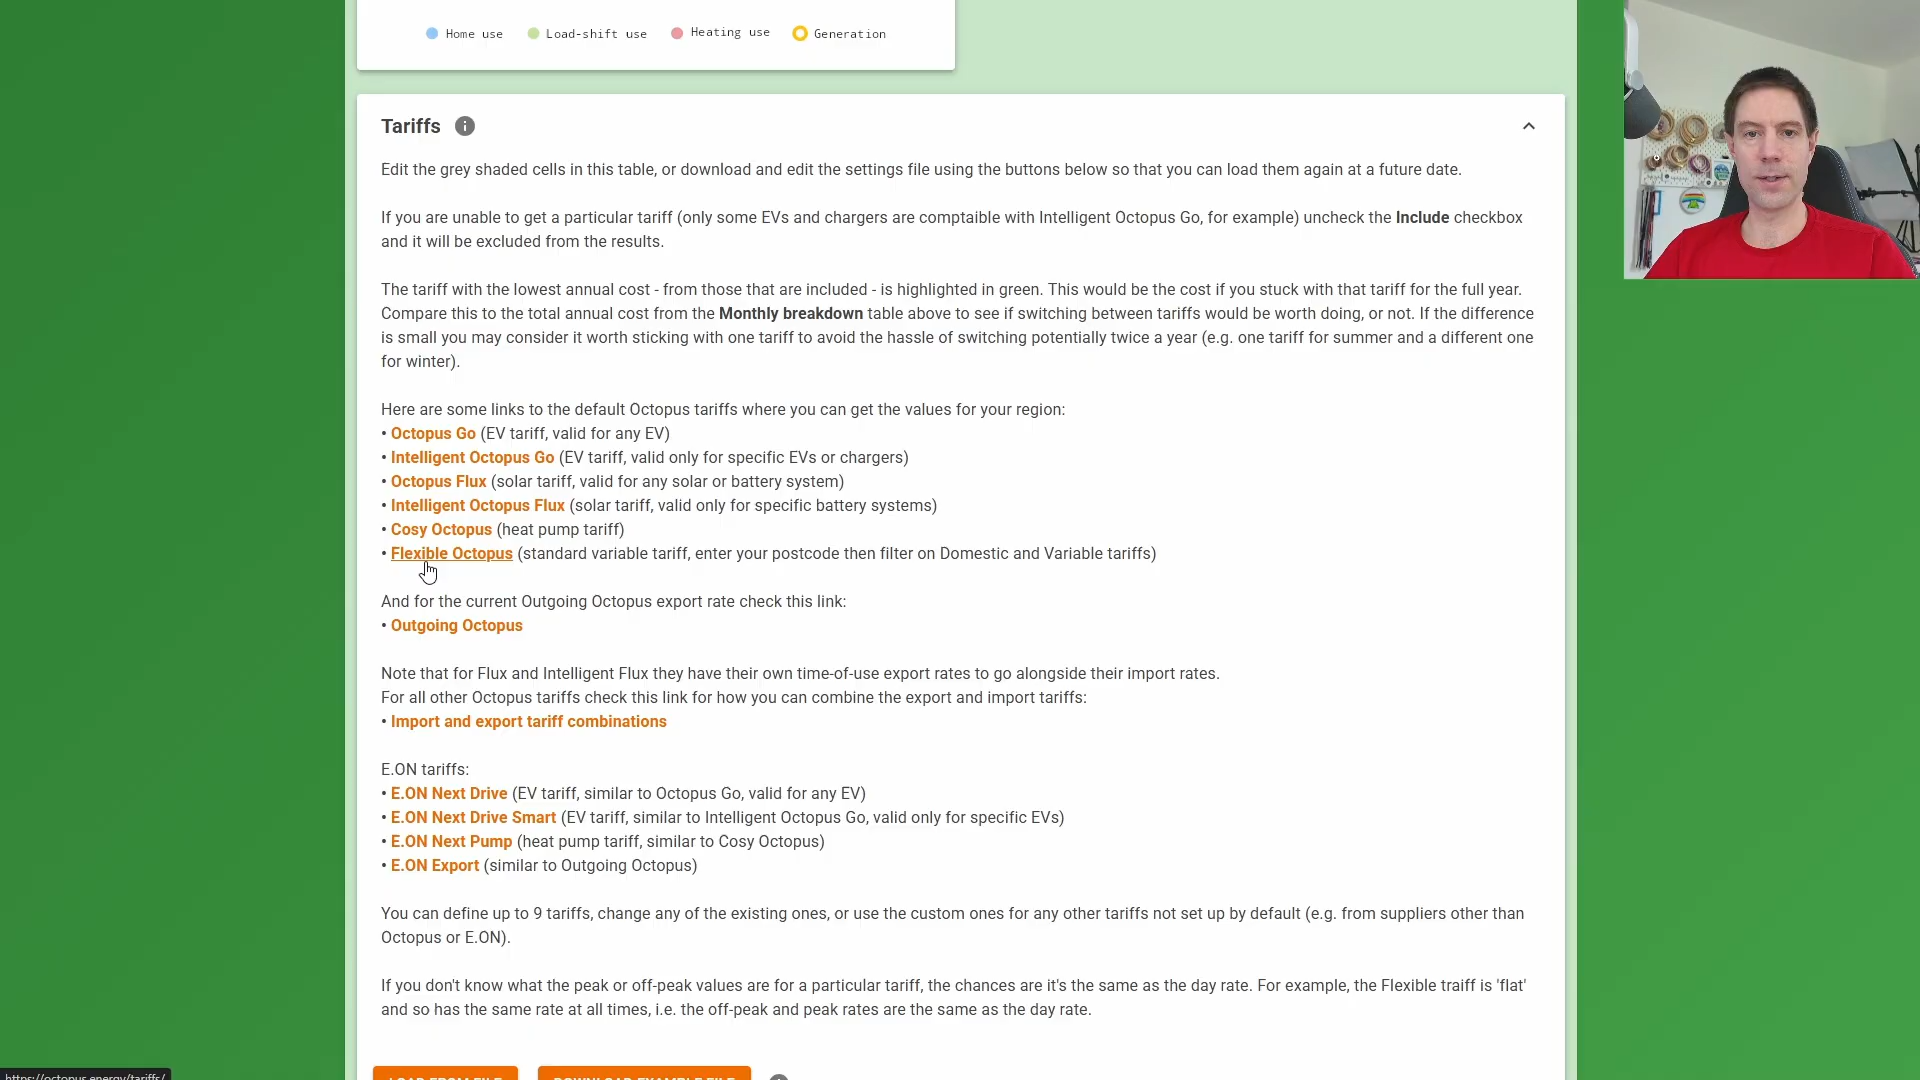 Home use Load-shift use Heating use Generation
Tariffs
Edit the grey shaded cells in this table, or download and edit the settings file using the buttons below so that you can load them again at a future date.
If you are unable to get a particular tariff (only some EVs and chargers are comptaible with Intelligent Octopus Go, for example) uncheck the Include checkbox
and it will be excluded from the results.
The tariff with the lowest annual cost - from those that are included - is highlighted in green. This would be the cost if you stuck with that tariff for the full year.
Compare this to the total annual cost from the Monthly breakdown table above to see if switching between tariffs would be worth doing, or not. If the difference
is small you may consider it worth sticking with one tariff to avoid the hassle of switching potentially twice a year (e.g. one tariff for summer and a different one
for winter).
Here are some links to the default Octopus tariffs where you can get the values for your region:
• Octopus Go (EV tariff, valid for any EV)
• Intelligent Octopus Go (EV tariff, valid only for specific EVs or chargers)
• Octopus Flux (solar tariff, valid for any solar or battery system)
• Intelligent Octopus Flux (solar tariff, valid only for specific battery systems)
• Cosy Octopus (heat pump tariff)
• Flexible Octopus (standard variable tariff, enter your postcode then filter on Domestic and Variable tariffs)
And for the current Outgoing Octopus export rate check this link:
• Outgoing Octopus
Note that for Flux and Intelligent Flux they have their own time-of-use export rates to go alongside their import rates.
For all other Octopus tariffs check this link for how you can combine the export and import tariffs:
• Import and export tariff combinations
E.ON tariffs:
• E.ON Next Drive (EV tariff, similar to Octopus Go, valid for any EV)
• E.ON Next Drive Smart (EV tariff, similar to Intelligent Octopus Go, valid only for specific EVs)
• E.ON Next Pump (heat pump tariff, similar to Cosy Octopus)
• E.ON Export (similar to Outgoing Octopus)
You can define up to 9 tariffs, change any of the existing ones, or use the custom ones for any other tariffs not set up by default (e.g. from suppliers other than
Octopus or E.ON).
If you don't know what the peak or off-peak values are for a particular tariff, the chances are it's the same as the day rate. For example, the Flexible traiff is 'flat'
and so has the same rate at all times, i.e. the off-peak and peak rates are the same as the day rate.
LOAD FROM FILE DOWNLOAD EXAMPLE FILE
https://octopus.energy/tariffs/